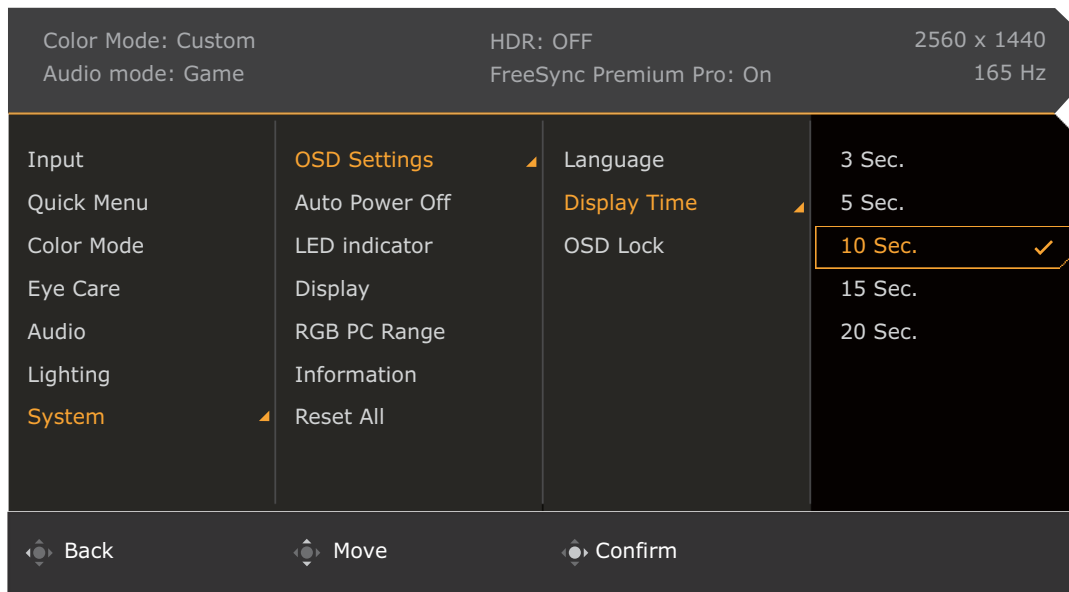 Color Mode: Custom
HDR: OFF
2560 x 1440
Audio mode: Game
FreeSync Premium Pro: On
165 Hz
Input
Quick Menu
Color Mode
Eye Care
Audio
Lighting
System
OSD Settings
Auto Power Off
LED indicator
Display
RGB PC Range
Information
Reset All
Language
Display Time
OSD Lock
3 Sec.
5 Sec.
10 Sec.
15 Sec.
20 Sec.
Back
Move
Confirm